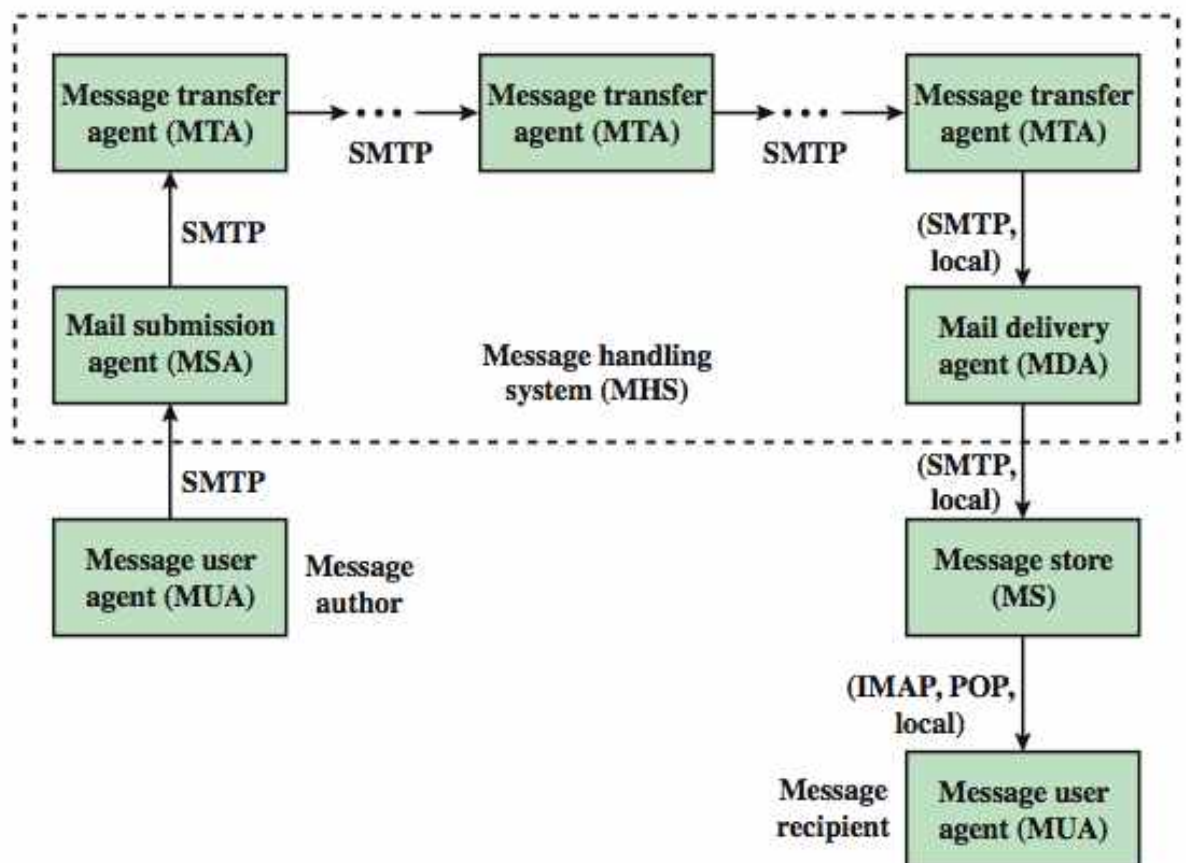 Message transfer
agent (MTA)
SMTP
Message transfer
agent (MTA)
SMTP
Message transfer
agent (MTA)
SMTP
(SMTP,
local)
Mail submission
agent (MSA)
Message handling
system (MHS)
Mail delivery
agent (MDA)
SMTP
(SMTP,
local)
Message user
agent (MUA)
Message
author
Message store
(MS)
(IMAP, POP,
local)
Message
recipient
Message user
agent (MUA)